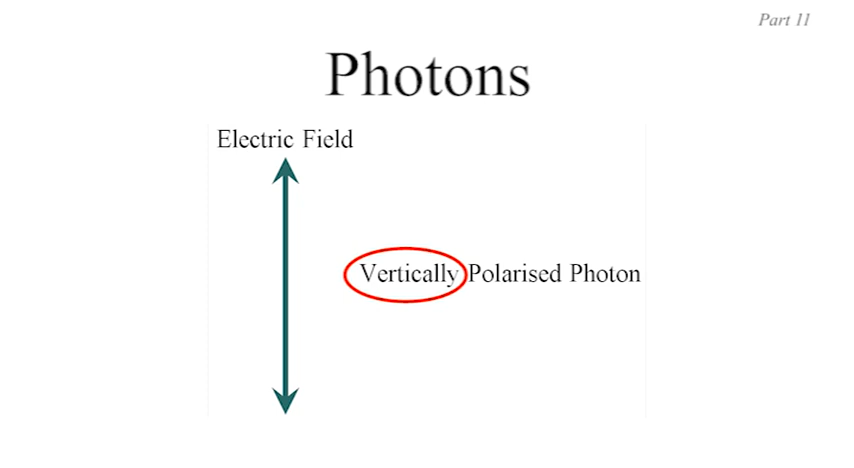 Part 11
Photons
Electric Field
Vertically Polarised Photon